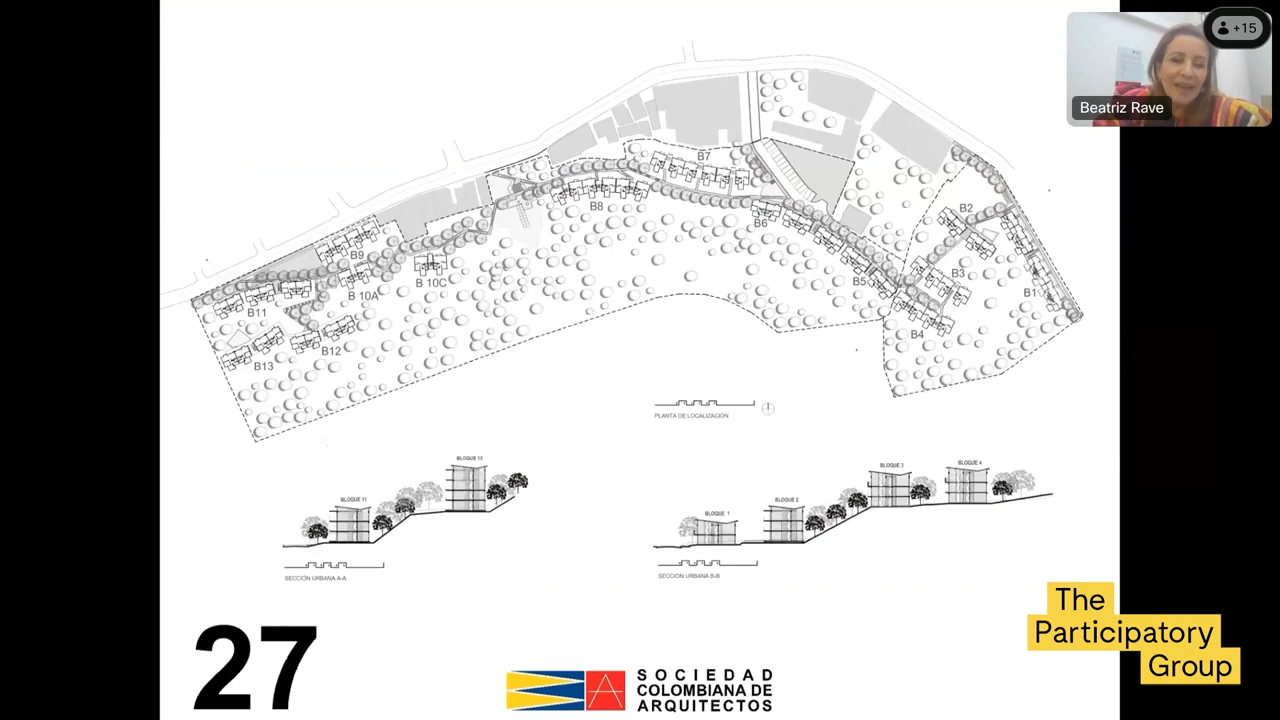 +15
Beatriz Rave
B7
B8
B6
B2
B9
B 10A
B 10C
B5
B3
B1
B11
B4
B12
B13
PLANTA DE LOCALIZACION
BLOQUE 13
BLOQUE 11
BLOQUE 3
BLOQUE 4
BLOQUE 2
BLOQUE 1
SECCIÓN URBANA A-A
SECCIÓN URBANA B-B
27
SOCIEDAD
COLOMBIANA DE
ARQUITECTOS
The
Participatory
Group